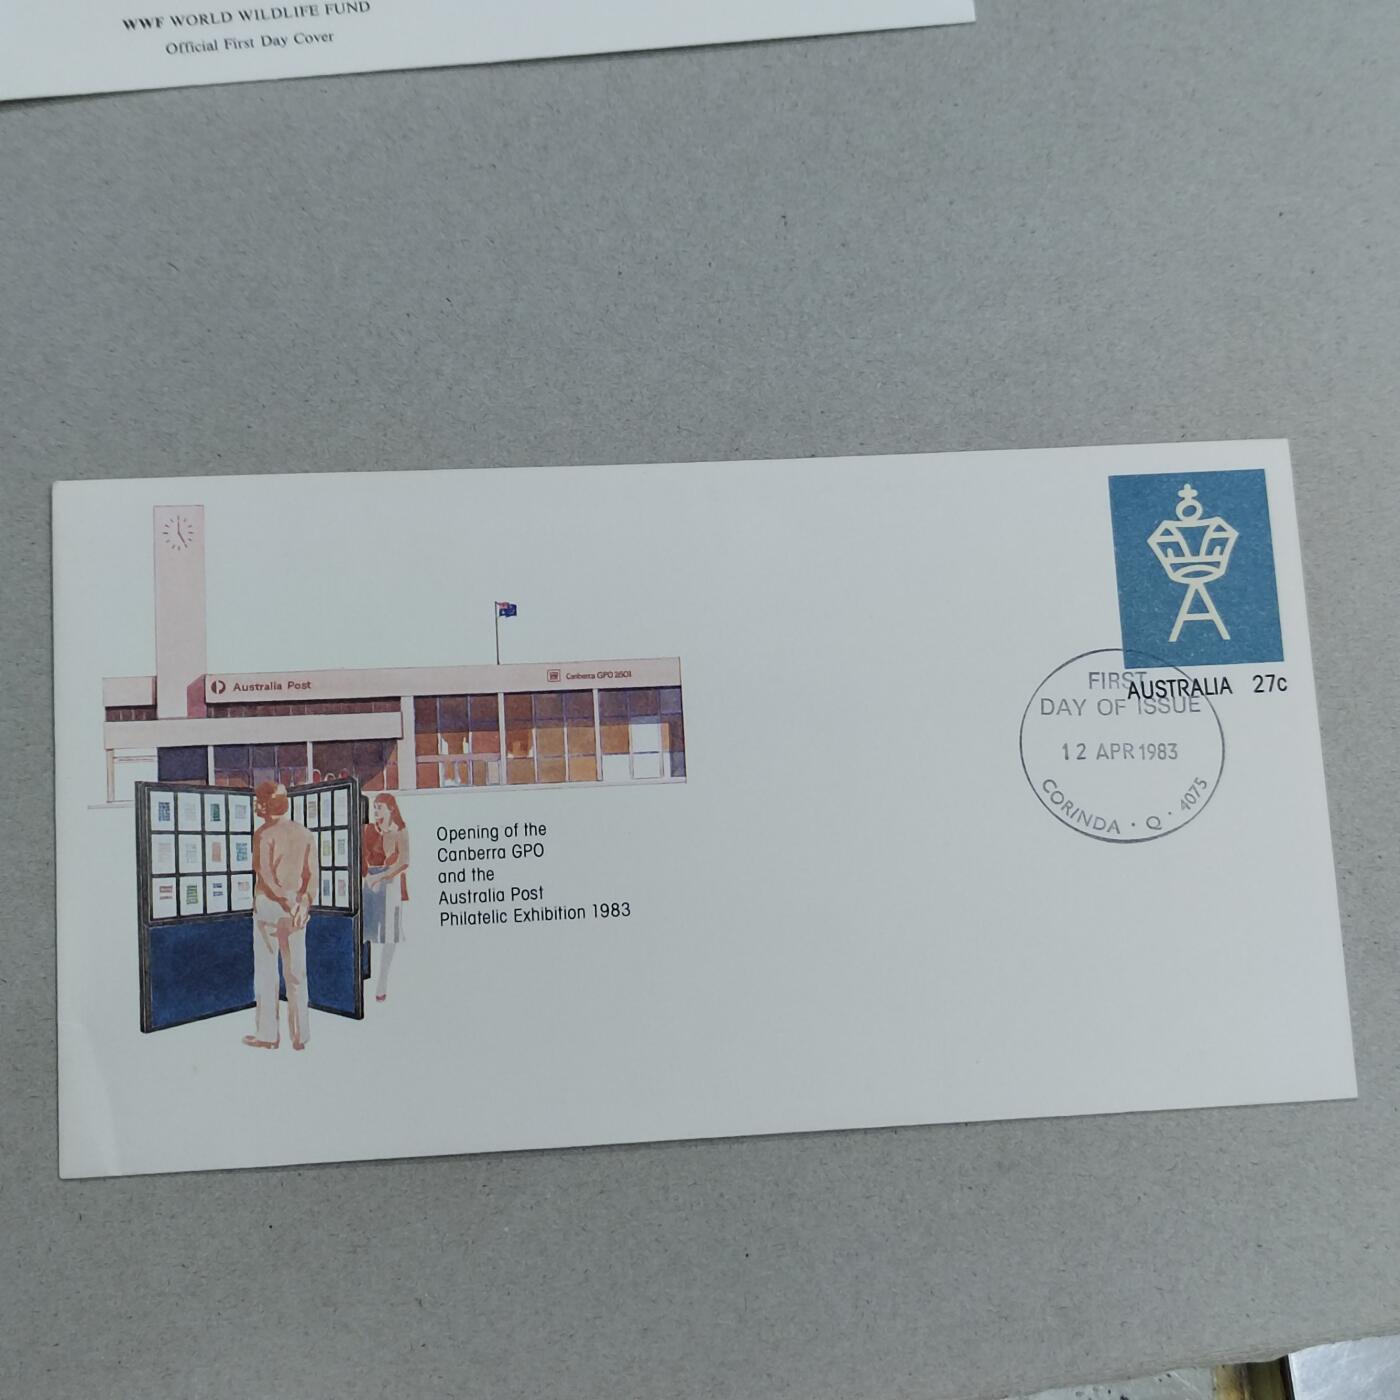 WWF WORLD WILDLIFE FUND
Official First Day Cover
Australia Post
Canberra GPO 2601
Opening of the
Canberra GPO
and the
Australia Post
Philatelic Exhibition 1983
AUSTRALIA 27c
FIRST
DAY OF ISSUE
12 APR 1983
CORINDA · Q · 4075